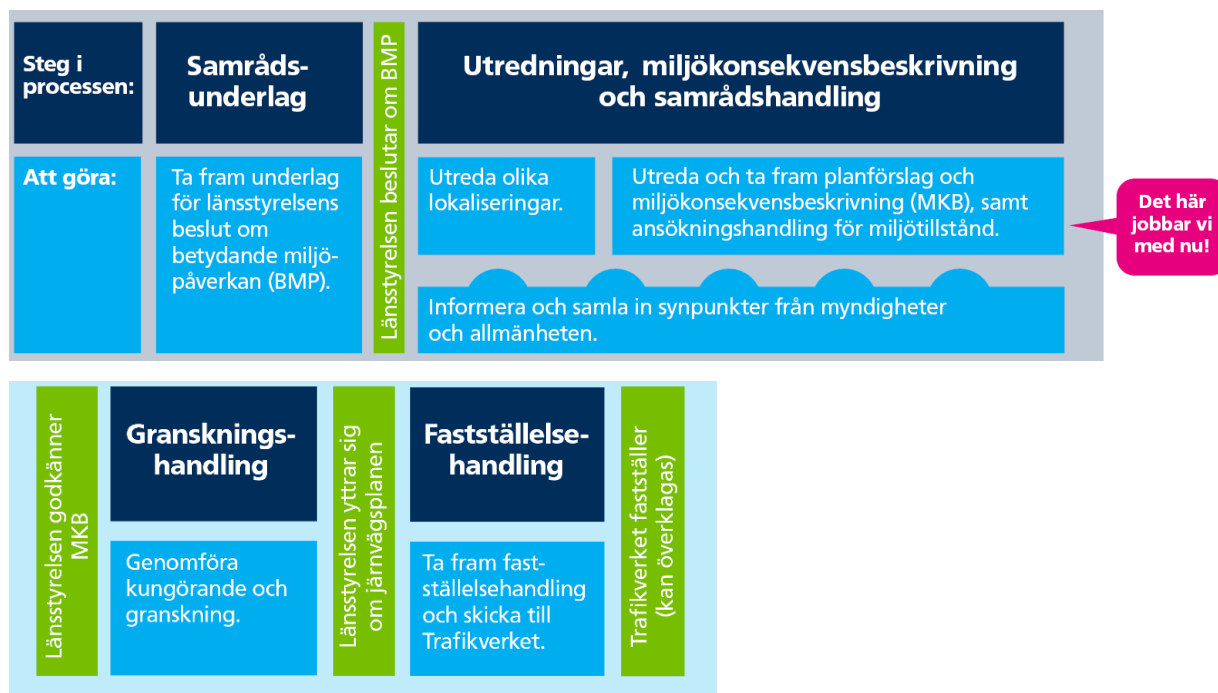 Steg i
processen:
Samråds-
underlag
Länsstyrelsen beslutar om BMP
Utredningar, miljökonsekvensbeskrivning
och samrådshandling
Att göra:
Ta fram underlag
för länsstyrelsens
beslut om
betydande miljö-
påverkan (BMP).
Utreda olika
lokaliseringar.
Utreda och ta fram planförslag och
miljökonsekvensbeskrivning (MKB), samt
ansökningshandling för miljötillstånd.
Det här
jobbar vi
med nu!
Informera och samla in synpunkter från myndigheter
och allmänheten.
Länsstyrelsen godkänner
MKB
Gransknings-
handling
Genomföra
kungörande och
granskning.
Länsstyrelsen yttrar sig
om järnvägsplanen
Fastställelse-
handling
Ta fram fast-
ställelsehandling
och skicka till
Trafikverket.
Trafikverket fastställer
(kan överklagas)